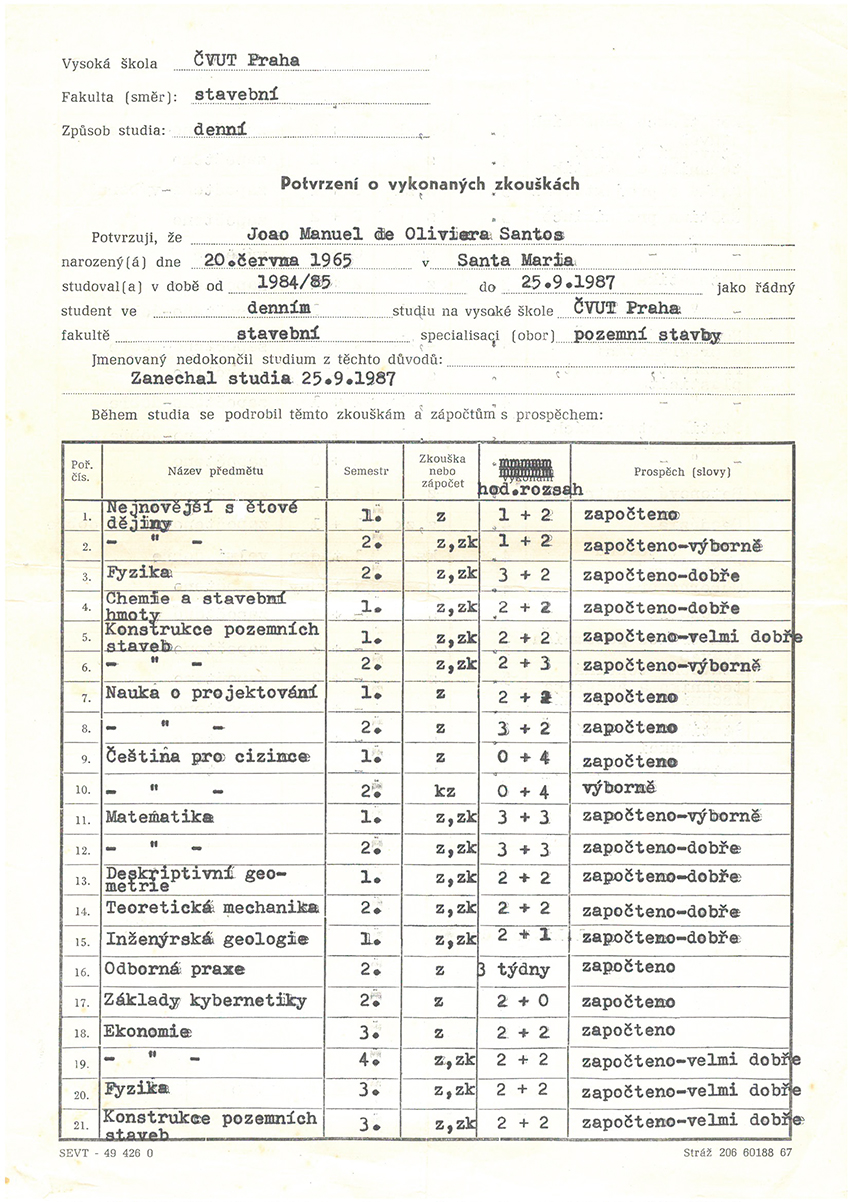 Vysoká škola ČVUT Praha
Fakulta (směr): stavební
Způsob studia: denní
Potvrzení o vykonaných zkouškách
Potvrzuji, že Joao Manuel de Oliviera Santos
narozený(á) dne 20.června 1965 v Santa Maria
studoval(a) v době od 1984/85 do 25.9.1987 jako řádný
student ve denním studiu na vysoké škole ČVUT Praha
fakultě stavební specialisaci (obor) pozemní stavby
Jmenovaný nedokončil studium z těchto důvodů:
Zanechal studia 25.9.1987
Během studia se podrobil těmto zkouškám a zápočtům s prospěchem:
Poř. čís. Název předmětu Semestr Zkouška nebo zápočet hod.rozsah Prospěch (slovy)
1. Nejnovější s ětové dějiny 1. z 1 + 2 započteno
2. – " – 2. z,zk 1 + 2 započteno-výborně
3. Fyzika 2. z,zk 3 + 2 započteno-dobře
4. Chemie a stavební hmoty 1. z,zk 2 + 2 započteno-dobře
5. Konstrukce pozemních staveb 1. z,zk 2 + 2 započteno-velmi dobře
6. – " – 2. z,zk 2 + 3 započteno-výborně
7. Nauka o projektování 1. z 2 + započteno
8. – " – 2. z 3 + 2 započteno
9. Čeština pro cizince 1. z 0 + 4 započteno
10. – " – 2. kz 0 + 4 výborně
11. Matematika 1. z,zk 3 + 3 započteno-výborně
12. – " – 2. z,zk 3 + 3 započteno-dobře
13. Deskriptivní geo-metrie 1. z,zk 2 + 2 započteno-dobře
14. Teoretická mechanika 2. z,zk 2 + 2 započteno-dobře
15. Inženýrská geologie 1. z,zk 2 + 1 započteno-dobře
16. Odborná praxe 2. z 3 týdny započteno
17. Základy kybernetiky 2. z 2 + 0 započteno
18. Ekonomie 3. z 2 + 2 započteno
19. – " – 4. z,zk 2 + 2 započteno-velmi dobře
20. Fyzika 3. z,zk 2 + 2 započteno-velmi dobře
21. Konstrukce pozemních staveb 3. z,zk 2 + 2 započteno-velmi dobře
SEVT - 49 426 0 Stráž 206 60188 67